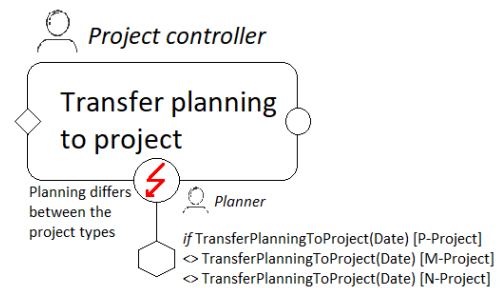 Project controller
Transfer planning
to project
Planning differs
between the
project types
Planner
if TransferPlanningToProject(Date) [P-Project]
<> TransferPlanningToProject(Date) [M-Project]
<> TransferPlanningToProject(Date) [N-Project]